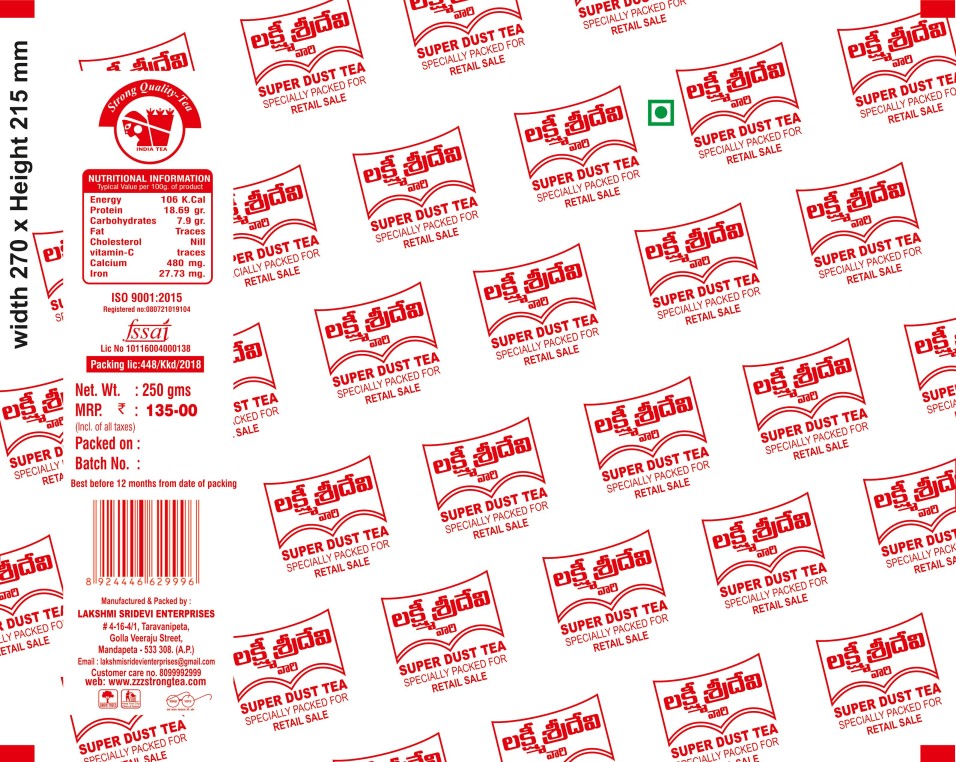 width 270 x Height 215 mm
Strong Quality-Tea
INDIA TEA
NUTRITIONAL INFORMATION
Typical Value per 100g. of product
Energy 106 K.Cal
Protein 18.69 gr.
Carbohydrates 7.9 gr.
Fat Traces
Cholesterol Nill
vitamin-C traces
Calcium 480 mg.
Iron 27.73 mg.
ISO 9001:2015
Registered no:080721019104
fssai
Lic No 10116004000138
Packing lic:448/Kkd/2018
Net. Wt. : 250 gms
MRP. ₹ : 135-00
(Incl. of all taxes)
Packed on :
Batch No. :
Best before 12 months from date of packing
8 924446 629996
Manufactured & Packed by :
LAKSHMI SRIDEVI ENTERPRISES
# 4-16-4/1, Taravanipeta,
Golla Veeraju Street,
Mandapeta - 533 308. (A.P.)
Email : lakshmisridevienterprises@gmail.com
Customer care no. 8099992999
web: www.zzzstrongtea.com
లక్ష్మీ శ్రీదేవి
వారి
SUPER DUST TEA
SPECIALLY PACKED FOR
RETAIL SALE